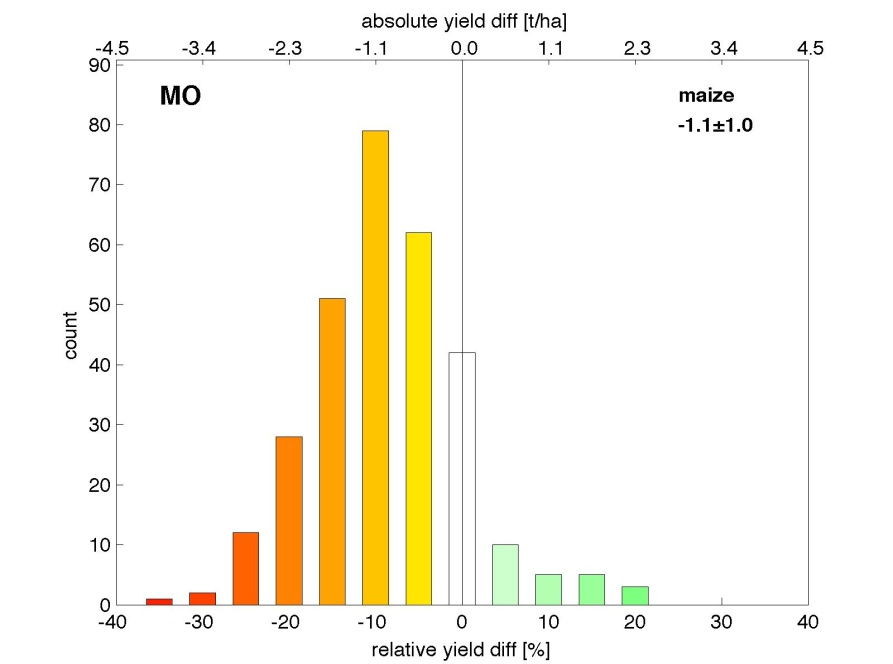 absolute yield diff [t/ha]
-4.5 -3.4 -2.3 -1.1 0.0 1.1 2.3 3.4 4.5
MO
maize
-1.1±1.0
90
80
70
60
50
40
30
20
10
0
count
-40 -30 -20 -10 0 10 20 30 40
relative yield diff [%]